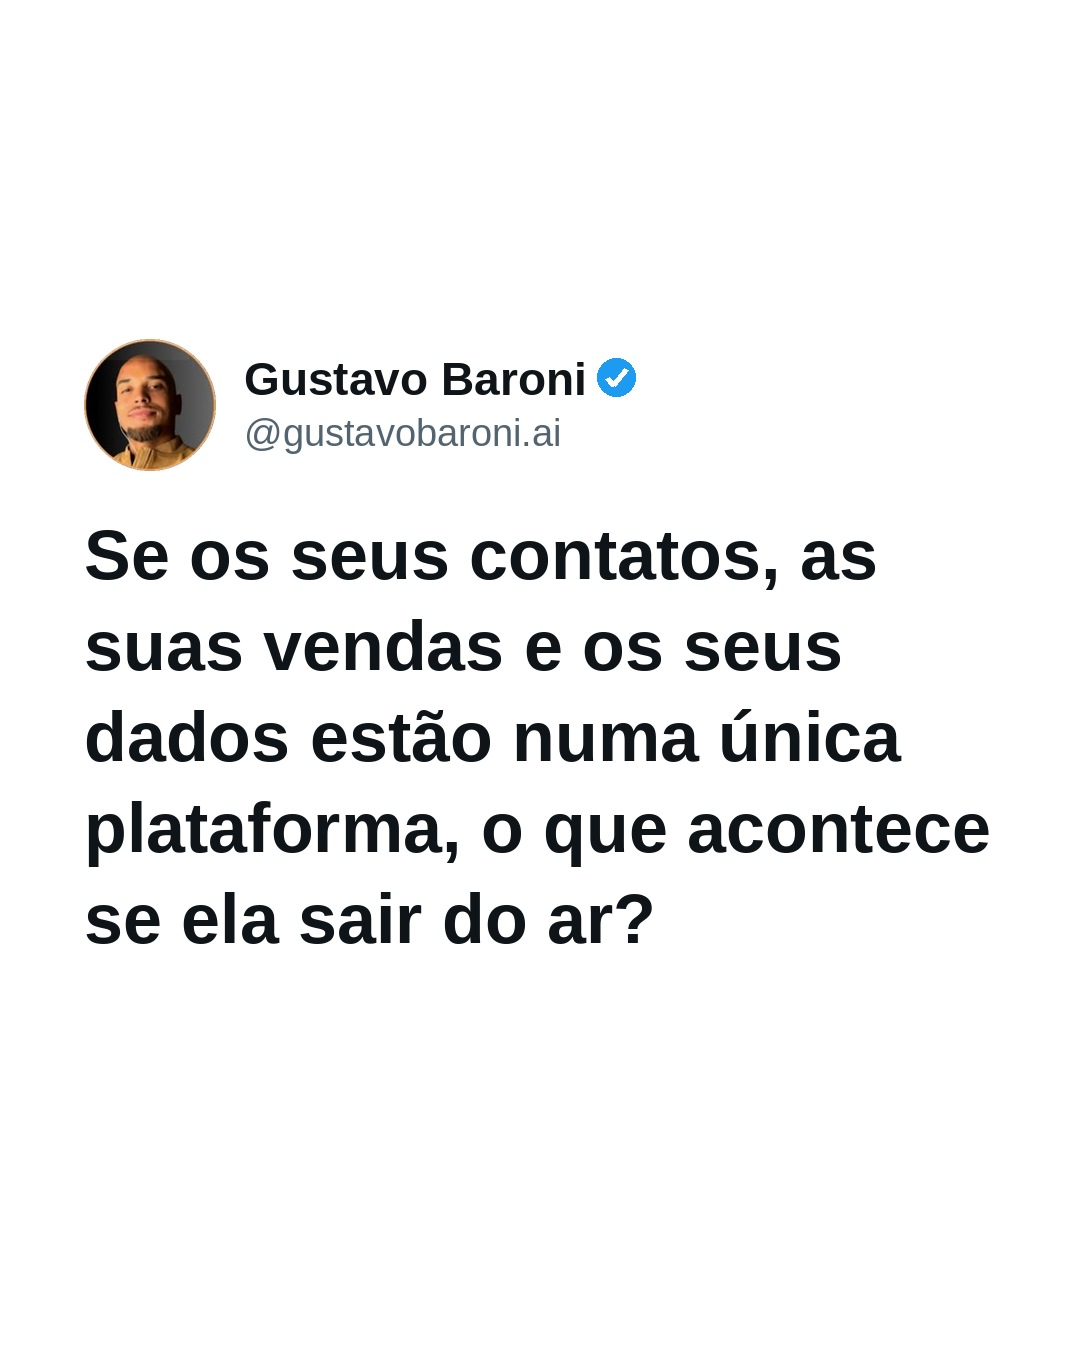 Gustavo Baroni
@gustavobaroni.ai
Se os seus contatos, as
suas vendas e os seus
dados estão numa única
plataforma, o que acontece
se ela sair do ar?